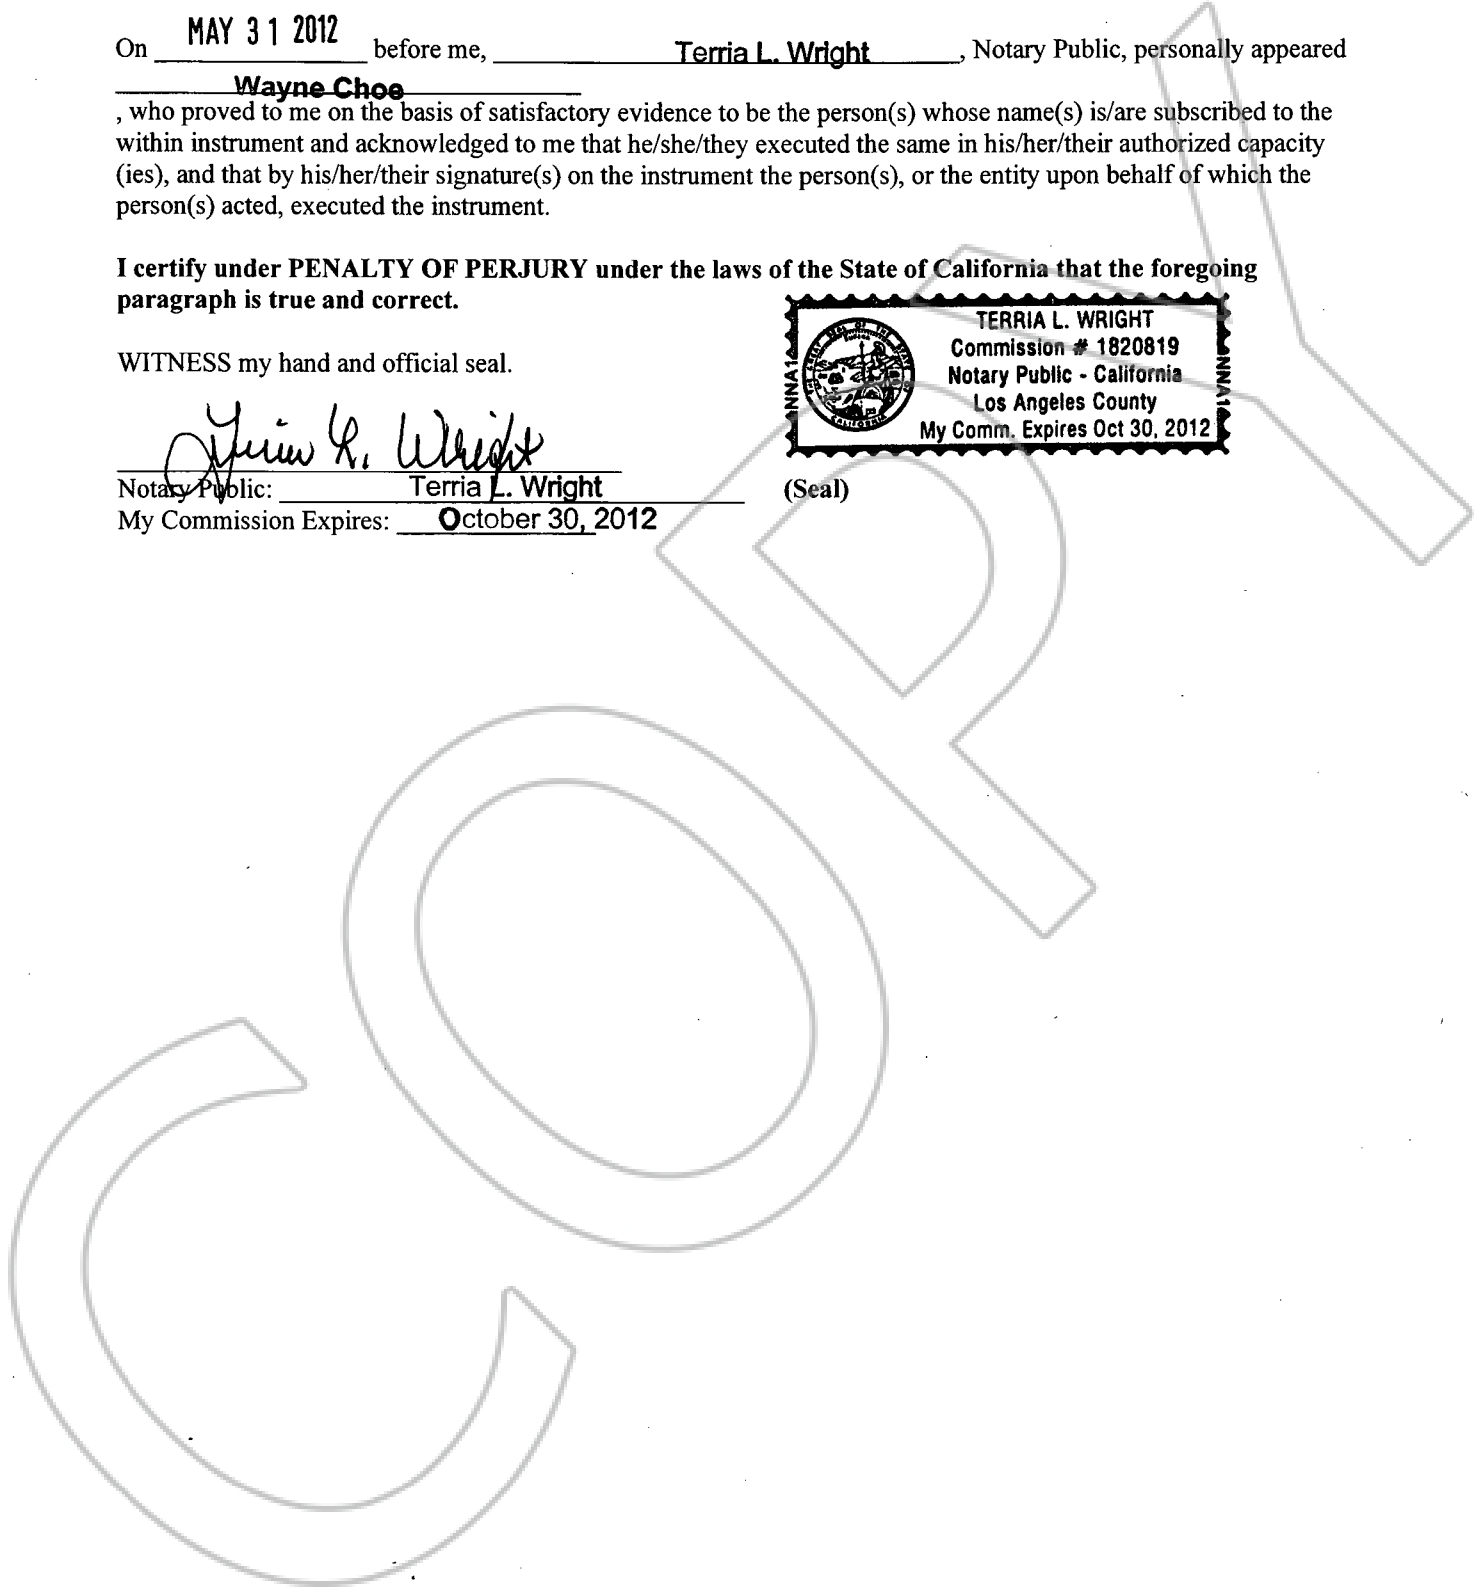 On MAY 31 2012 before me, Terria L. Wright, Notary Public, personally appeared
Wayne Choe
, who proved to me on the basis of satisfactory evidence to be the person(s) whose name(s) is/are subscribed to the
within instrument and acknowledged to me that he/she/they executed the same in his/her/their authorized capacity
(ies), and that by his/her/their signature(s) on the instrument the person(s), or the entity upon behalf of which the
person(s) acted, executed the instrument.
I certify under PENALTY OF PERJURY under the laws of the State of California that the foregoing
paragraph is true and correct.
WITNESS my hand and official seal.
Terria L. Wright
Notary Public: Terria L. Wright
My Commission Expires: October 30, 2012
TERRIA L. WRIGHT
Commission # 1820819
Notary Public - California
Los Angeles County
My Comm. Expires Oct 30, 2012
NNA1
NNA1
(Seal)
COPY